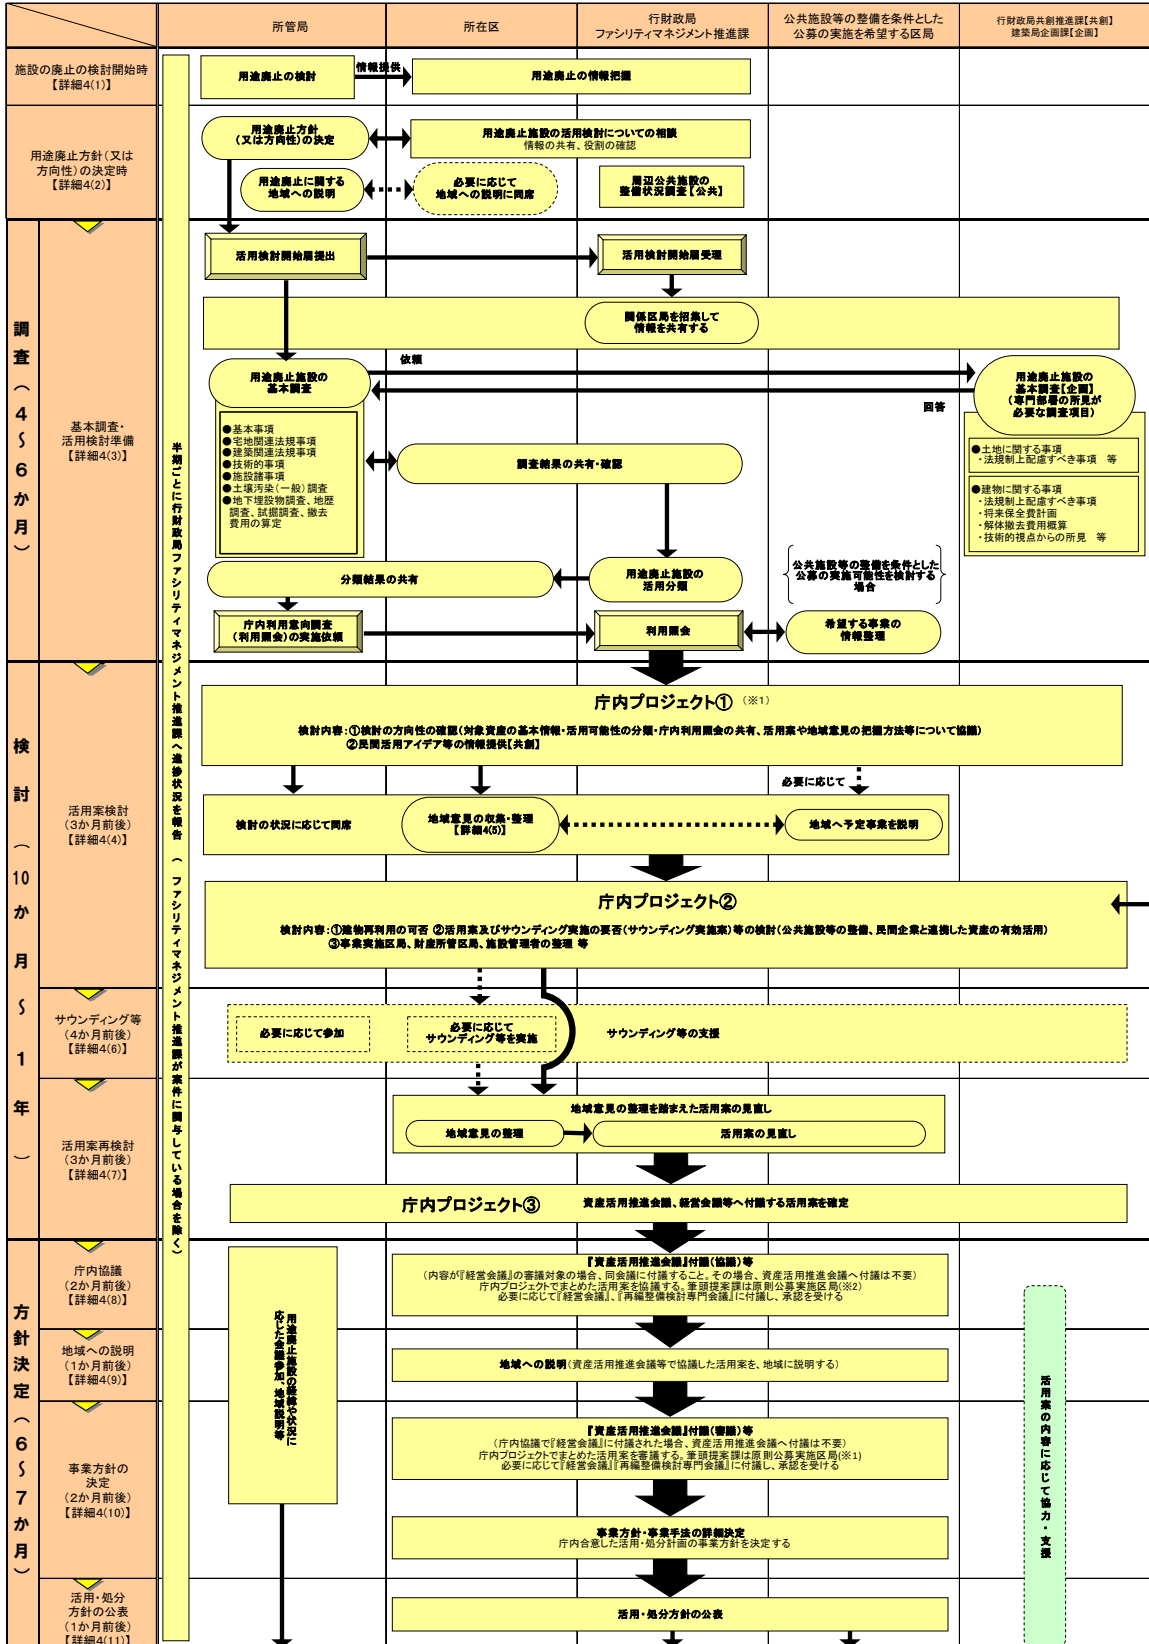 所管局
所在区
行財政局
ファシリティマネジメント推進課
公共施設等の整備を条件とした
公募の実施を希望する区局
行財政局共創推進課【共創】
建築局企画課【企画】
施設の廃止の検討開始時
【詳細4(1)】
用途廃止の検討
情報提供
用途廃止の情報把握
用途廃止方針(又は
方向性)の決定時
【詳細4(2)】
用途廃止方針
(又は方向性)の決定
用途廃止施設の活用検討についての相談
情報の共有、役割の確認
用途廃止に関する
地域への説明
必要に応じて
地域への説明に同席
周辺公共施設の
整備状況調査【公共】
調査(4~6か月)
基本調査・
活用検討準備
【詳細4(3)】
活用検討開始届提出
活用検討開始届受理
関係区局を招集して
情報を共有する
用途廃止施設の
基本調査
依頼
回答
用途廃止施設の
基本調査【企画】
(専門部署の所見が
必要な調査項目)
●基本事項
●宅地関連法規事項
●建築関連法規事項
●技術的事項
●施設諸事項
●土壌汚染(一般)調査
●地下埋設物調査、地歴
調査、試掘調査、撤去
費用の算定
調査結果の共有・確認
●土地に関する事項
・法規制上配慮すべき事項 等
●建物に関する事項
・法規制上配慮すべき事項
・将来保全費計画
・解体撤去費用概算
・技術的視点からの所見 等
分類結果の共有
用途廃止施設の
活用分類
公共施設等の整備を条件とした
公募の実施可能性を検討する
場合
庁内利用意向調査
(利用照会)の実施依頼
利用照会
希望する事業の
情報整理
半期ごとに行財政局ファシリティマネジメント推進課へ進捗状況を報告(ファシリティマネジメント推進課が案件に関与している場合を除く)
検討(10か月~1年)
活用案検討
(3か月前後)
【詳細4(4)】
庁内プロジェクト① (※1)
検討内容:①検討の方向性の確認(対象資産の基本情報・活用可能性の分類・庁内利用照会の共有、活用案や地域意見の把握方法等について協議)
②民間活用アイデア等の情報提供【共創】
必要に応じて
検討の状況に応じて同席
地域意見の収集・整理
【詳細4(5)】
地域へ予定事業を説明
庁内プロジェクト②
検討内容:①建物再利用の可否 ②活用案及びサウンディング実施の要否(サウンディング実施案)等の検討(公共施設等の整備、民間企業と連携した資産の有効活用)
③事業実施区局、財産所管区局、施設管理者の整理 等
サウンディング等
(4か月前後)
【詳細4(6)】
必要に応じて参加
必要に応じて
サウンディング等を実施
サウンディング等の支援
活用案再検討
(3か月前後)
【詳細4(7)】
地域意見の整理を踏まえた活用案の見直し
地域意見の整理
活用案の見直し
庁内プロジェクト③ 資産活用推進会議、経営会議等へ付議する活用案を確定
方針決定(6~7か月)
庁内協議
(2か月前後)
【詳細4(8)】
用途廃止施設の経緯や状況に
応じた会議参加、地域説明等
『資産活用推進会議』付議(協議)等
(内容が『経営会議』の審議対象の場合、同会議に付議すること。その場合、資産活用推進会議へ付議は不要)
庁内プロジェクトでまとめた活用案を協議する。筆頭提案課は原則公募実施区局(※2)
必要に応じて『経営会議』、『再編整備検討専門会議』に付議し、承認を受ける
地域への説明
(1か月前後)
【詳細4(9)】
地域への説明(資産活用推進会議等で協議した活用案を、地域に説明する)
事業方針の
決定
(2か月前後)
【詳細4(10)】
『資産活用推進会議』付議(審議)等
(庁内協議で『経営会議』に付議された場合、資産活用推進会議へ付議は不要)
庁内プロジェクトでまとめた活用案を審議する。筆頭提案課は原則公募実施区局(※1)
必要に応じて『経営会議』『再編整備検討専門会議』に付議し、承認を受ける
事業方針・事業手法の詳細決定
庁内合意した活用・処分計画の事業方針を決定する
活用案の内容に応じて協力・支援
活用・処分
方針の公表
(1か月前後)
【詳細4(11)】
活用・処分方針の公表